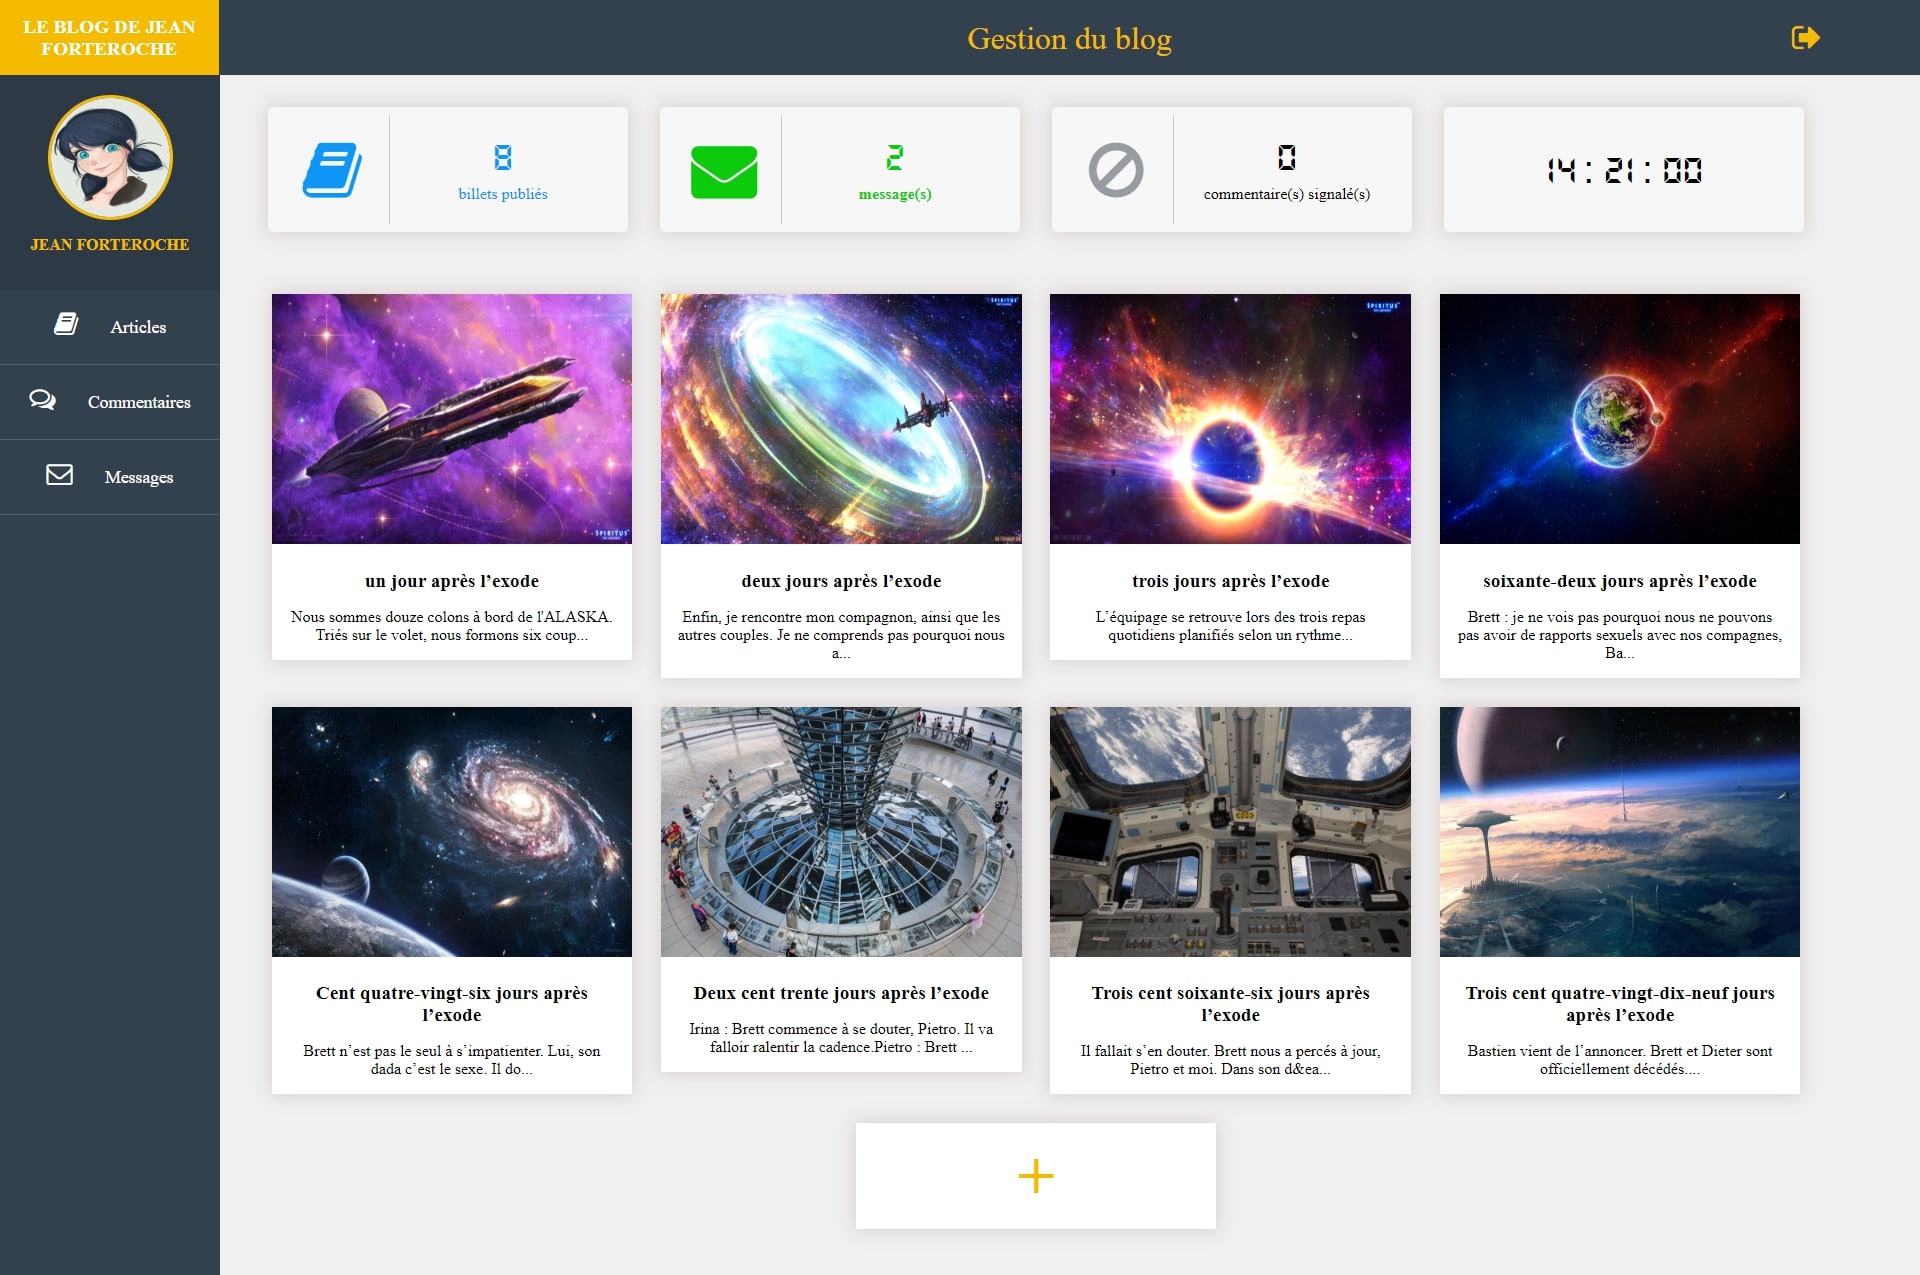 LE BLOG DE JEAN
FORTEROCHE
Gestion du blog
JEAN FORTEROCHE
Articles
Commentaires
Messages
8
billets publiés
2
message(s)
0
commentaire(s) signalé(s)
14:21:00
SPIRITUS
un jour après l’exode
Nous sommes douze colons à bord de l'ALASKA.
Triés sur le volet, nous formons six coup...
SPIRITUS
deux jours après l’exode
Enfin, je rencontre mon compagnon, ainsi que les
autres couples. Je ne comprends pas pourquoi nous
a...
SPIRITUS
trois jours après l’exode
L’équipage se retrouve lors des trois repas
quotidiens planifiés selon un rythme...
soixante-deux jours après l’exode
Brett : je ne vois pas pourquoi nous ne pouvons
pas avoir de rapports sexuels avec nos compagnes,
Ba...
Cent quatre-vingt-six jours après
l’exode
Brett n’est pas le seul à s’impatienter. Lui, son
dada c’est le sexe. Il do...
Deux cent trente jours après l’exode
Irina : Brett commence à se douter, Pietro. Il va
falloir ralentir la cadence.Pietro : Brett ...
Trois cent soixante-six jours après
l’exode
Il fallait s’en douter. Brett nous a percés à jour,
Pietro et moi. Dans son d&ea...
Trois cent quatre-vingt-dix-neuf jours
après l’exode
Bastien vient de l’annoncer. Brett et Dieter sont
officiellement décédés....